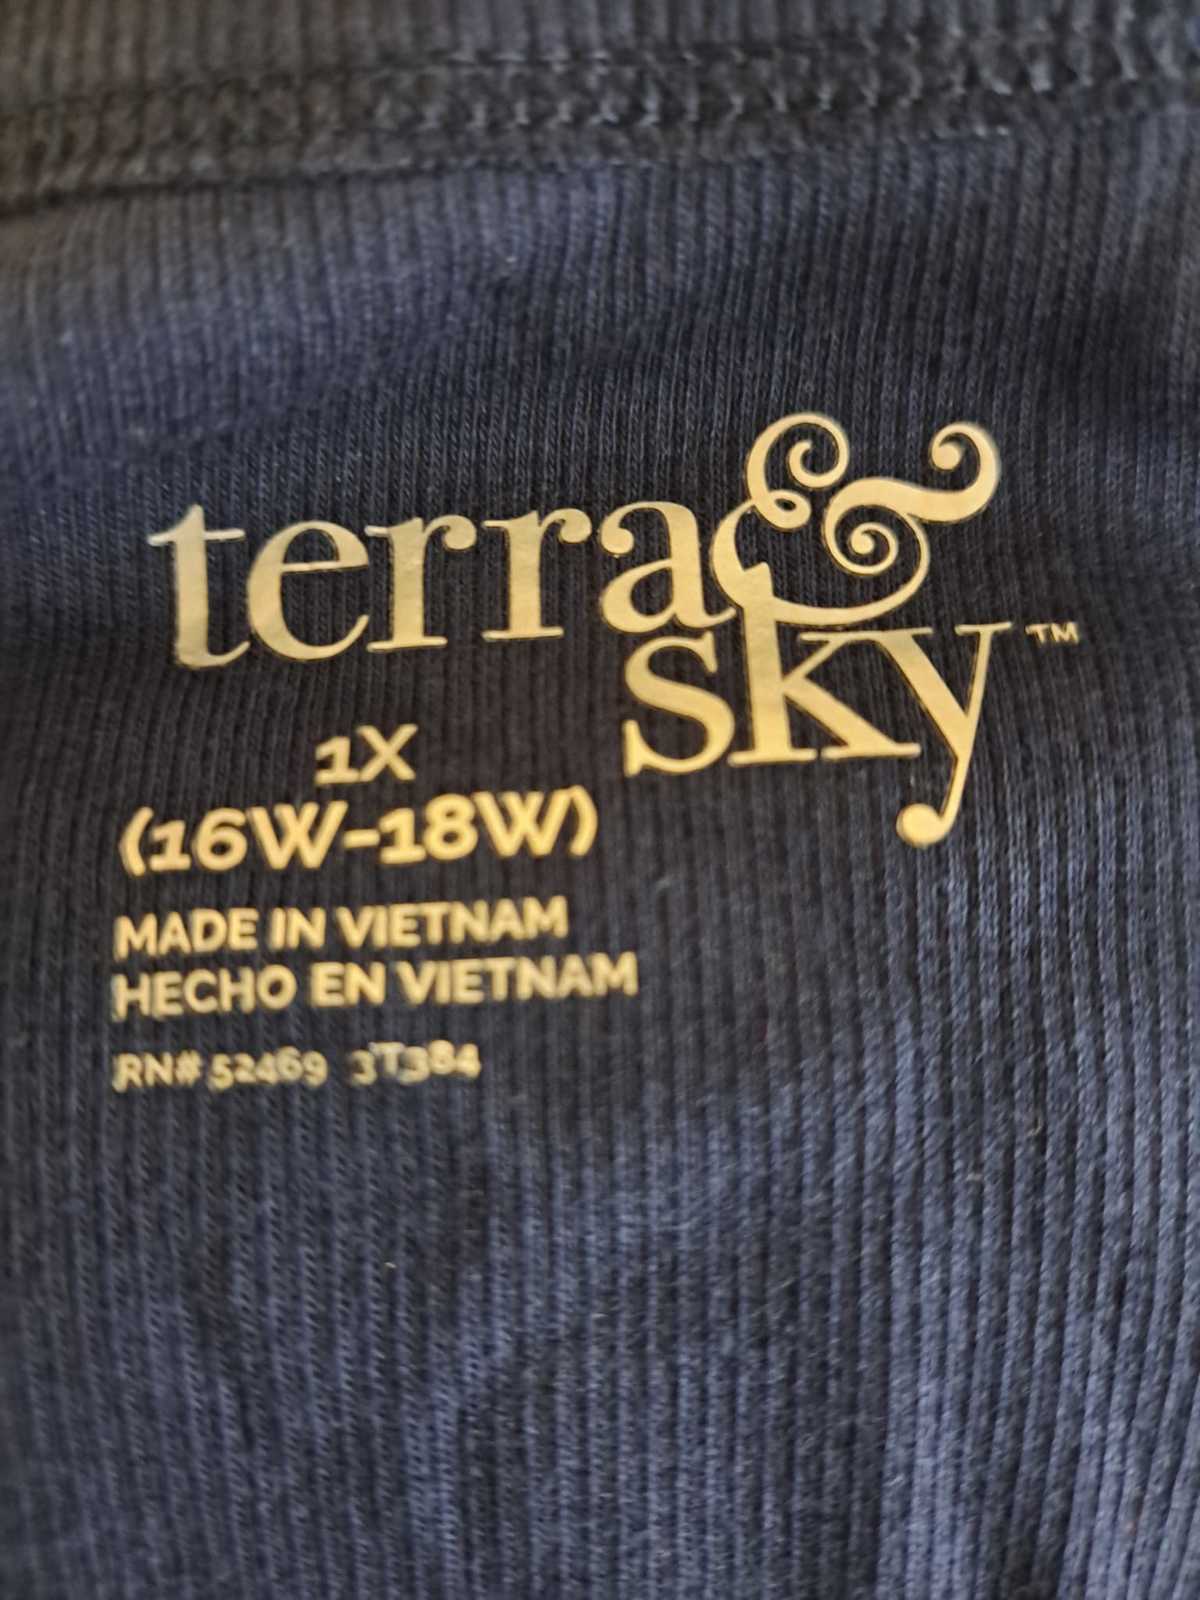 terra &
sky™
1X
(16W-18W)
MADE IN VIETNAM
HECHO EN VIETNAM
RN# 52469 3T384